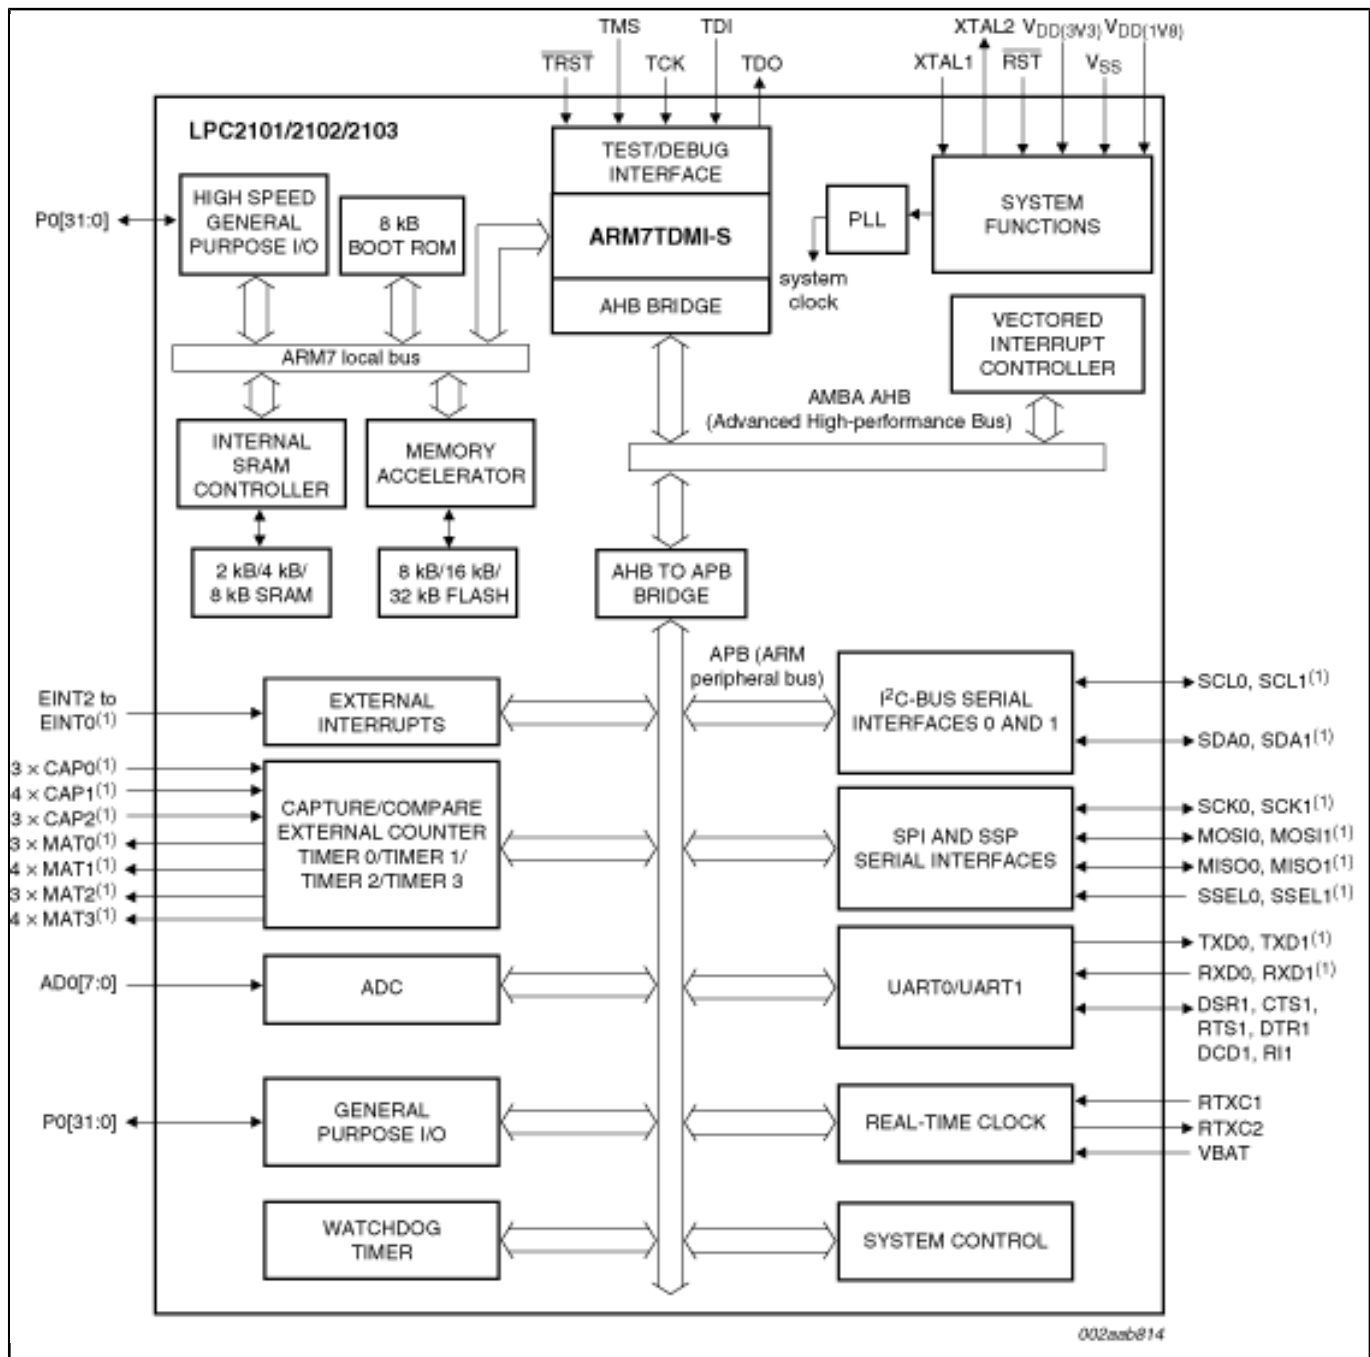 TMS
TDI
XTAL2 VDD(3V3) VDD(1V8)
TRST
TCK
TDO
XTAL1
RST
VSS
LPC2101/2102/2103
TEST/DEBUG
INTERFACE
HIGH SPEED
GENERAL
PURPOSE I/O
8 kB
BOOT ROM
ARM7TDMI-S
PLL
SYSTEM
FUNCTIONS
P0[31:0]
system
clock
AHB BRIDGE
VECTORED
INTERRUPT
CONTROLLER
ARM7 local bus
AMBA AHB
(Advanced High-performance Bus)
INTERNAL
SRAM
CONTROLLER
MEMORY
ACCELERATOR
2 kB/4 kB/
8 kB SRAM
8 kB/16 kB/
32 kB FLASH
AHB TO APB
BRIDGE
APB (ARM
peripheral bus)
EINT2 to
EINT0(1)
EXTERNAL
INTERRUPTS
I2C-BUS SERIAL
INTERFACES 0 AND 1
SCL0, SCL1(1)
SDA0, SDA1(1)
3 × CAP0(1)
4 × CAP1(1)
3 × CAP2(1)
3 × MAT0(1)
4 × MAT1(1)
3 × MAT2(1)
4 × MAT3(1)
CAPTURE/COMPARE
EXTERNAL COUNTER
TIMER 0/TIMER 1/
TIMER 2/TIMER 3
SPI AND SSP
SERIAL INTERFACES
SCK0, SCK1(1)
MOSI0, MOSI1(1)
MISO0, MISO1(1)
SSEL0, SSEL1(1)
AD0[7:0]
ADC
UART0/UART1
TXD0, TXD1(1)
RXD0, RXD1(1)
DSR1, CTS1,
RTS1, DTR1
DCD1, RI1
P0[31:0]
GENERAL
PURPOSE I/O
REAL-TIME CLOCK
RTXC1
RTXC2
VBAT
WATCHDOG
TIMER
SYSTEM CONTROL
002aab814